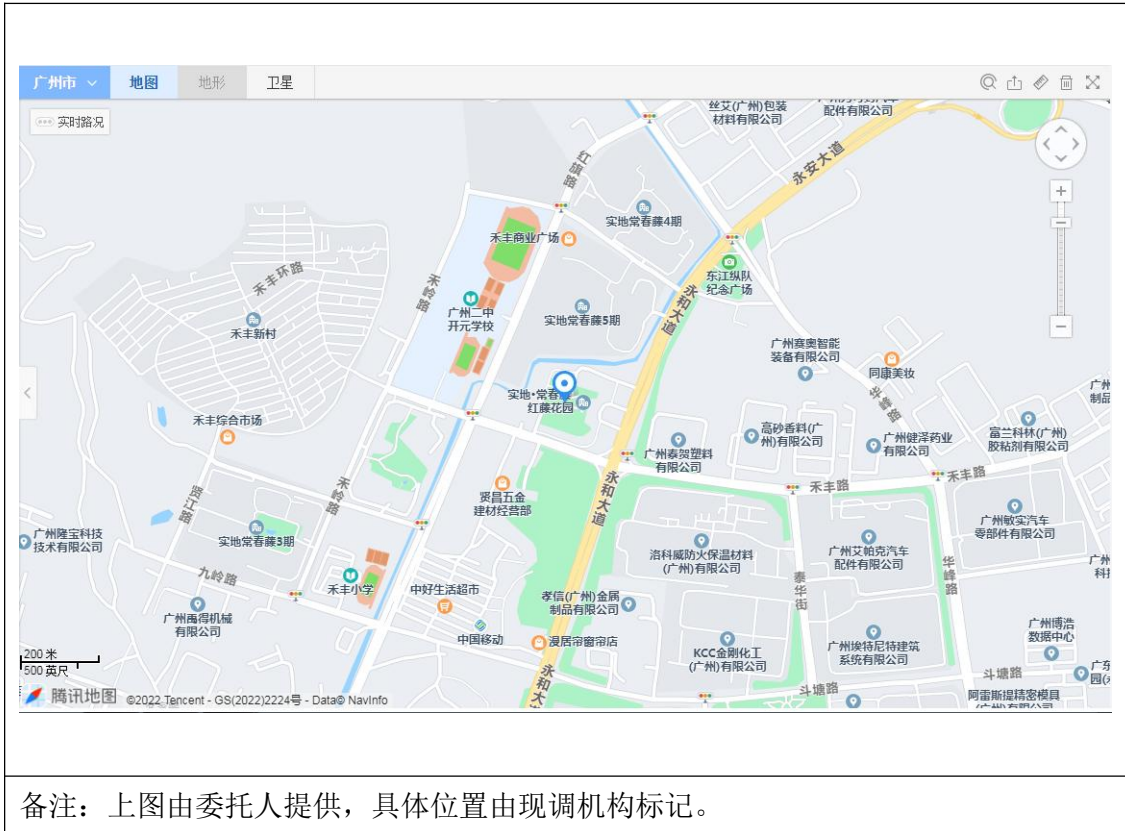 广州市
地图
地形
卫星
实时路况
丝艾(广州)包装
材料有限公司
配件有限公司
永安大道
红旗路
实地常春藤4期
禾丰商业广场
东江纵队
纪念广场
禾丰环路
禾岭路
广州二中
开元学校
永和大道
实地常春藤5期
禾丰新村
广州赛奥智能
装备有限公司
同康美妆
实地·常春藤
红藤花园
华峰路
禾丰综合市场
高砂香料(广
州)有限公司
广州健泽药业
有限公司
富兰科林(广州)
胶粘剂有限公司
广州泰贺塑料
有限公司
禾丰路
禾丰路
贤江路
禾岭路
贤昌五金
建材经营部
永和大道
广州敏实汽车
零部件有限公司
广州隆宝科技
技术有限公司
实地常春藤3期
洛科威防火保温材料
(广州)有限公司
广州艾帕克汽车
配件有限公司
华峰路
九岭路
禾丰小学
中好生活超市
孝信(广州)金属
制品有限公司
泰华街
广州禹得机械
有限公司
中国移动
漫居帘窗帘店
KCC金刚化工
(广州)有限公司
广州埃特尼特建筑
系统有限公司
广州博浩
数据中心
200 米
500 英尺
永和大
斗塘路
斗塘路
阿雷斯提精密模具
腾讯地图
©2022 Tencent - GS(2022)2224号 - Data© NavInfo
备注：上图由委托人提供，具体位置由现调机构标记。